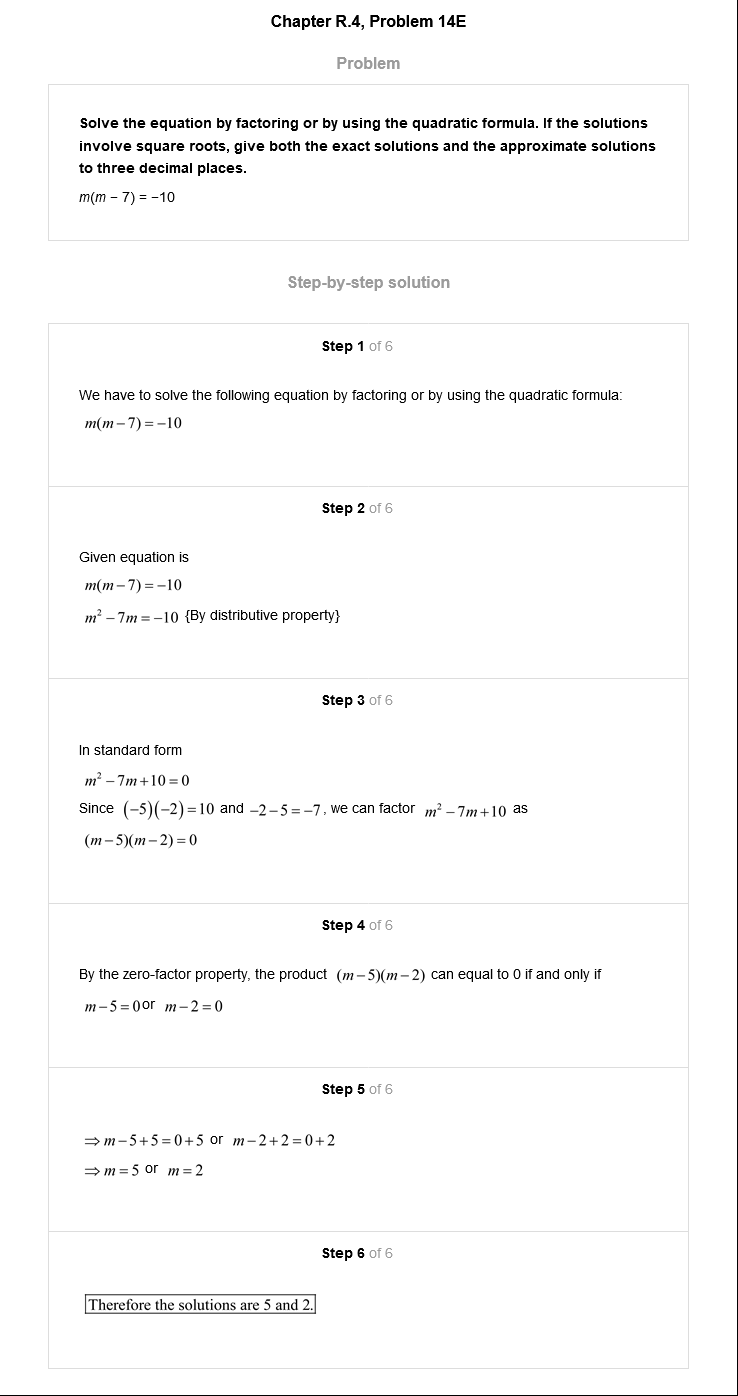 Chapter R.4, Problem 14E
Problem
Solve the equation by factoring or by using the quadratic formula. If the solutions
involve square roots, give both the exact solutions and the approximate solutions
to three decimal places.
m(m − 7) = −10
Step-by-step solution
Step 1 of 6
We have to solve the following equation by factoring or by using the quadratic formula:
m(m − 7) = −10
Step 2 of 6
Given equation is
m(m − 7) = −10
m² − 7m = −10 {By distributive property}
Step 3 of 6
In standard form
m² − 7m + 10 = 0
Since (−5)(−2) = 10 and −2 − 5 = −7, we can factor m² − 7m + 10 as
(m − 5)(m − 2) = 0
Step 4 of 6
By the zero-factor property, the product (m − 5)(m − 2) can equal to 0 if and only if
m − 5 = 0 or m − 2 = 0
Step 5 of 6
⇒ m − 5 + 5 = 0 + 5 or m − 2 + 2 = 0 + 2
⇒ m = 5 or m = 2
Step 6 of 6
Therefore the solutions are 5 and 2.